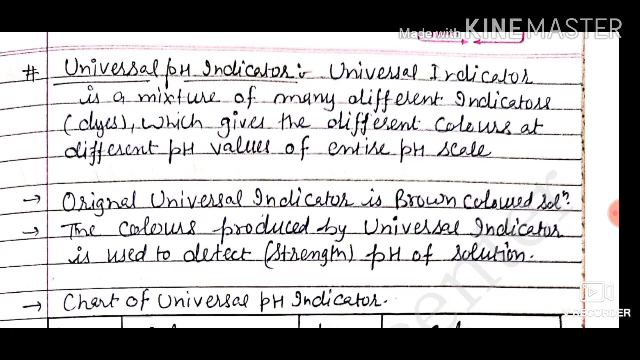 Made with KINEMASTER
# Universal pH Indicator :- Universal Indicator
is a mixture of many different Indicators
(dyes), which gives the different colours at
different pH values of entire pH scale
→ Orignal Universal Indicator is Brown coloured solⁿ.
→ The colours produced by Universal Indicator
is used to detect (strength) pH of solution.
RECORDER
→ Chart of Universal pH Indicator.